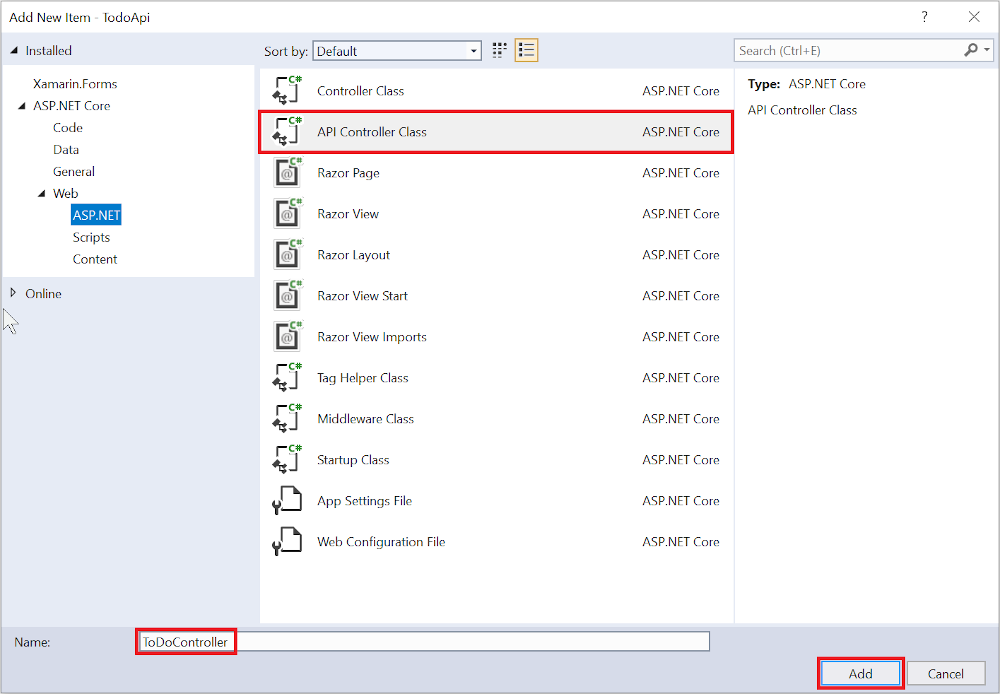 Add New Item - TodoApi ?
Installed
Sort by: Default
Search (Ctrl+E)
Xamarin.Forms
ASP.NET Core
Code
Data
General
Web
ASP.NET
Scripts
Content
Online
C# Controller Class ASP.NET Core
C# API Controller Class ASP.NET Core
C# @ Razor Page ASP.NET Core
C# @ Razor View ASP.NET Core
C# @ Razor Layout ASP.NET Core
C# @ Razor View Start ASP.NET Core
C# @ Razor View Imports ASP.NET Core
C# Tag Helper Class ASP.NET Core
C# Middleware Class ASP.NET Core
C# Startup Class ASP.NET Core
App Settings File ASP.NET Core
Web Configuration File ASP.NET Core
Type: ASP.NET Core
API Controller Class
Name: ToDoController
Add Cancel